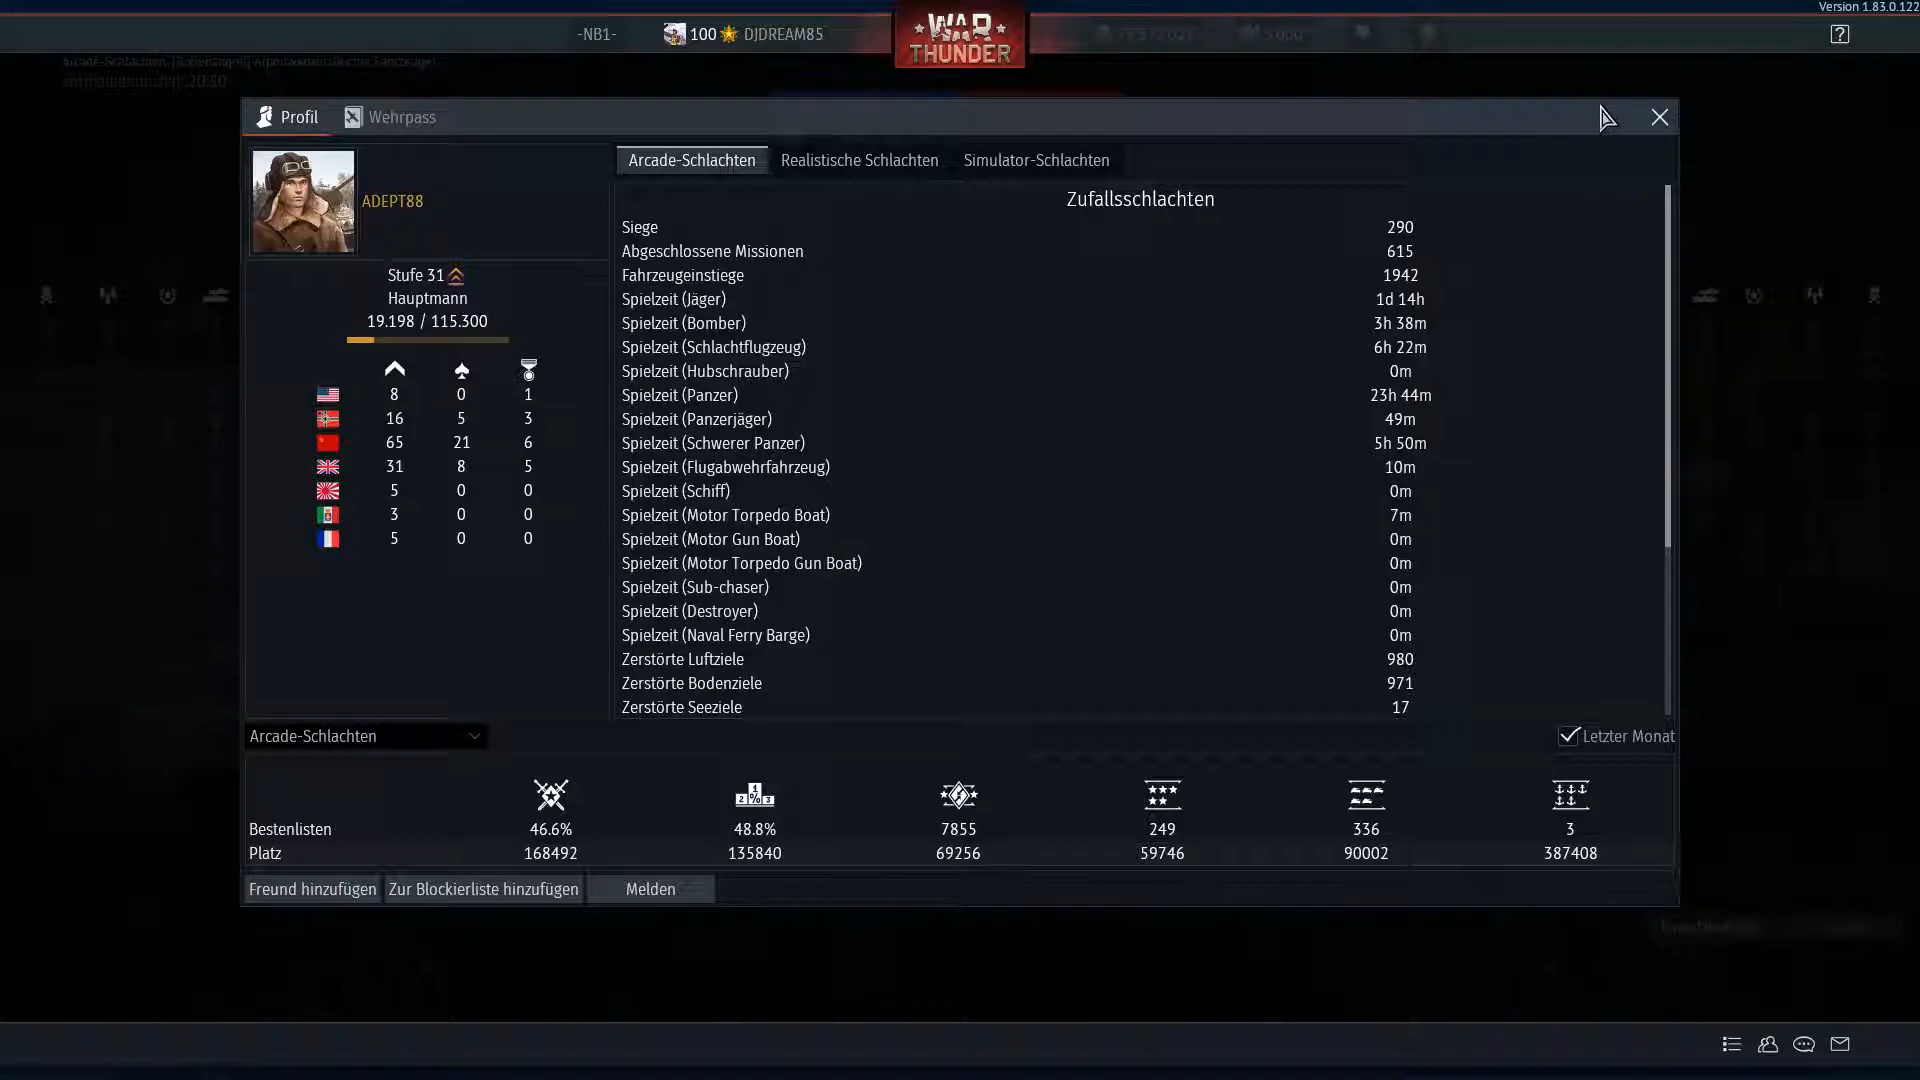 Version 1.83.0.122
-NB1- 100 DJDREAM85
WAR THUNDER
Profil Wehrpass
Arcade-Schlachten Realistische Schlachten Simulator-Schlachten
ADEPT88
Stufe 31
Hauptmann
19.198 / 115.300
8 0 1
16 5 3
65 21 6
31 8 5
5 0 0
3 0 0
5 0 0
Zufallsschlachten
Siege 290
Abgeschlossene Missionen 615
Fahrzeugeinstiege 1942
Spielzeit (Jäger) 1d 14h
Spielzeit (Bomber) 3h 38m
Spielzeit (Schlachtflugzeug) 6h 22m
Spielzeit (Hubschrauber) 0m
Spielzeit (Panzer) 23h 44m
Spielzeit (Panzerjäger) 49m
Spielzeit (Schwerer Panzer) 5h 50m
Spielzeit (Flugabwehrfahrzeug) 10m
Spielzeit (Schiff) 0m
Spielzeit (Motor Torpedo Boat) 7m
Spielzeit (Motor Gun Boat) 0m
Spielzeit (Motor Torpedo Gun Boat) 0m
Spielzeit (Sub-chaser) 0m
Spielzeit (Destroyer) 0m
Spielzeit (Naval Ferry Barge) 0m
Zerstörte Luftziele 980
Zerstörte Bodenziele 971
Zerstörte Seeziele 17
Arcade-Schlachten Letzter Monat
Bestenlisten 46.6% 48.8% 7855 249 336 3
Platz 168492 135840 69256 59746 90002 387408
Freund hinzufügen Zur Blockierliste hinzufügen Melden